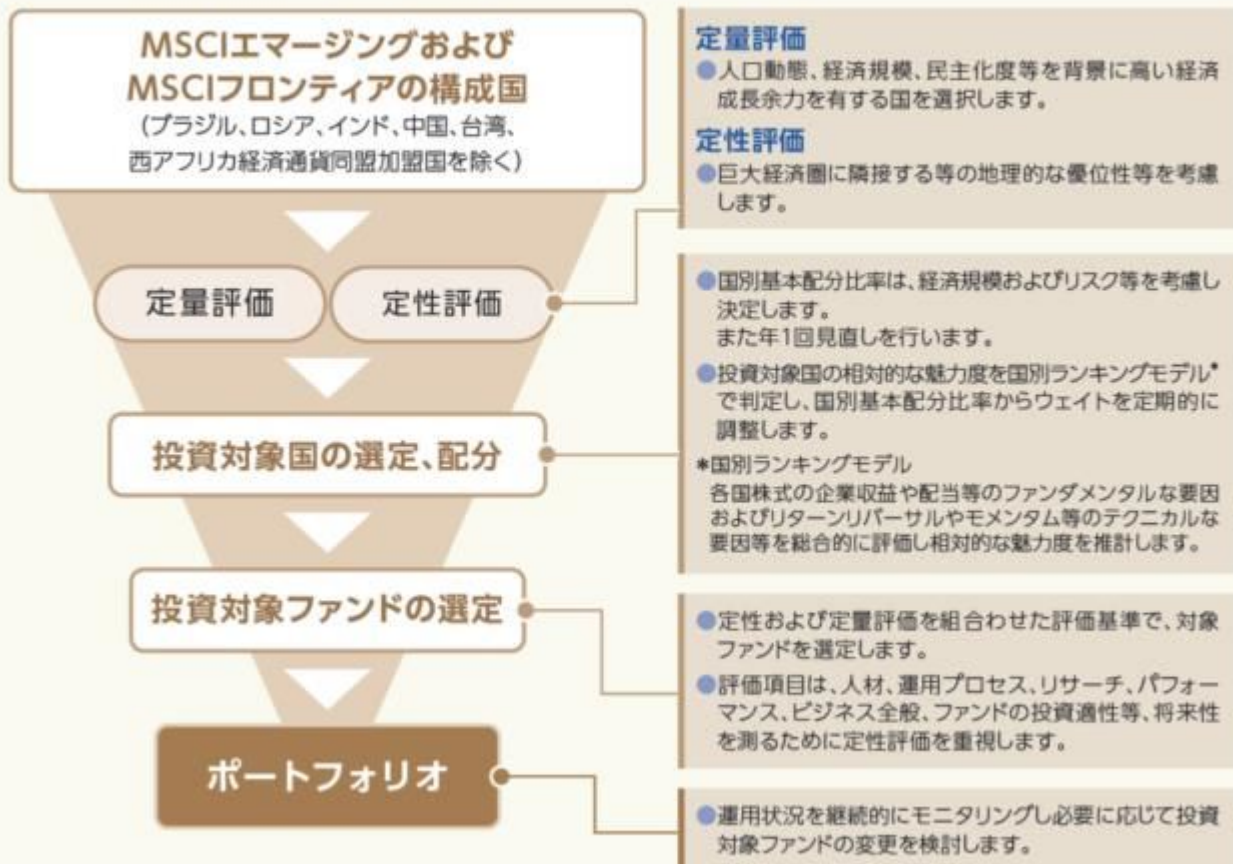 MSCIエマージングおよび
MSCIフロンティアの構成国
(ブラジル、ロシア、インド、中国、台湾、
西アフリカ経済通貨同盟加盟国を除く)
定量評価
定性評価
投資対象国の選定、配分
投資対象ファンドの選定
ポートフォリオ
定量評価
●人口動態、経済規模、民主化度等を背景に高い経済
成長余力を有する国を選択します。
定性評価
●巨大経済圏に隣接する等の地理的な優位性等を考慮
します。
●国別基本配分比率は、経済規模およびリスク等を考慮し
決定します。
また年1回見直しを行います。
●投資対象国の相対的な魅力度を国別ランキングモデル*
で判定し、国別基本配分比率からウェイトを定期的に
調整します。
*国別ランキングモデル
各国株式の企業収益や配当等のファンダメンタルな要因
およびリターンリバーサルやモメンタム等のテクニカルな
要因等を総合的に評価し相対的な魅力度を推計します。
●定性および定量評価を組合わせた評価基準で、対象
ファンドを選定します。
●評価項目は、人材、運用プロセス、リサーチ、パフォー
マンス、ビジネス全般、ファンドの投資適性等、将来性
を測るために定性評価を重視します。
●運用状況を継続的にモニタリングし必要に応じて投資
対象ファンドの変更を検討します。